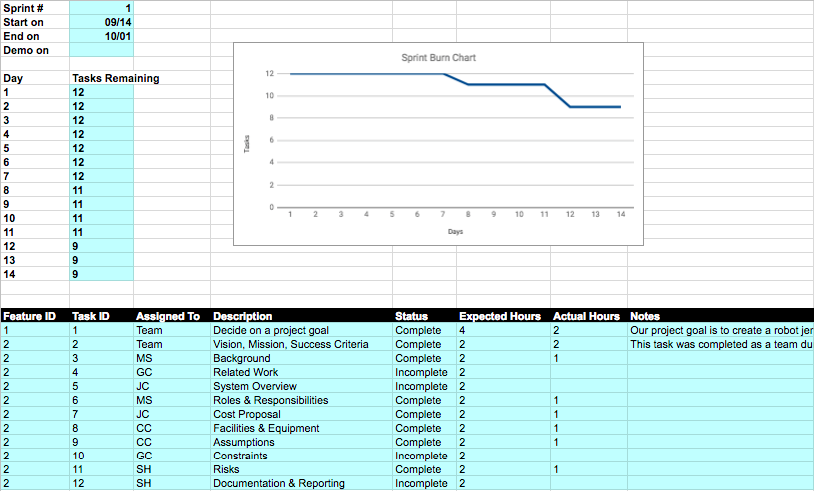 Sprint # 1
Start on 09/14
End on 10/01
Demo on
Day Tasks Remaining
1 12
2 12
3 12
4 12
5 12
6 12
7 12
8 11
9 11
10 11
11 11
12 9
13 9
14 9
Sprint Burn Chart
12
10
8
6
4
2
0
Tasks
1 2 3 4 5 6 7 8 9 10 11 12 13 14
Days
Feature ID Task ID Assigned To Description Status Expected Hours Actual Hours Notes
1 1 Team Decide on a project goal Complete 4 2 Our project goal is to create a robot jer
2 2 Team Vision, Mission, Success Criteria Complete 2 2 This task was completed as a team du
2 3 MS Background Complete 2 1
2 4 GC Related Work Incomplete 2
2 5 JC System Overview Incomplete 2
2 6 MS Roles & Responsibilities Complete 2 1
2 7 JC Cost Proposal Complete 2 1
2 8 CC Facilities & Equipment Complete 2 1
2 9 CC Assumptions Complete 2 1
2 10 GC Constraints Incomplete 2
2 11 SH Risks Complete 2 1
2 12 SH Documentation & Reporting Incomplete 2